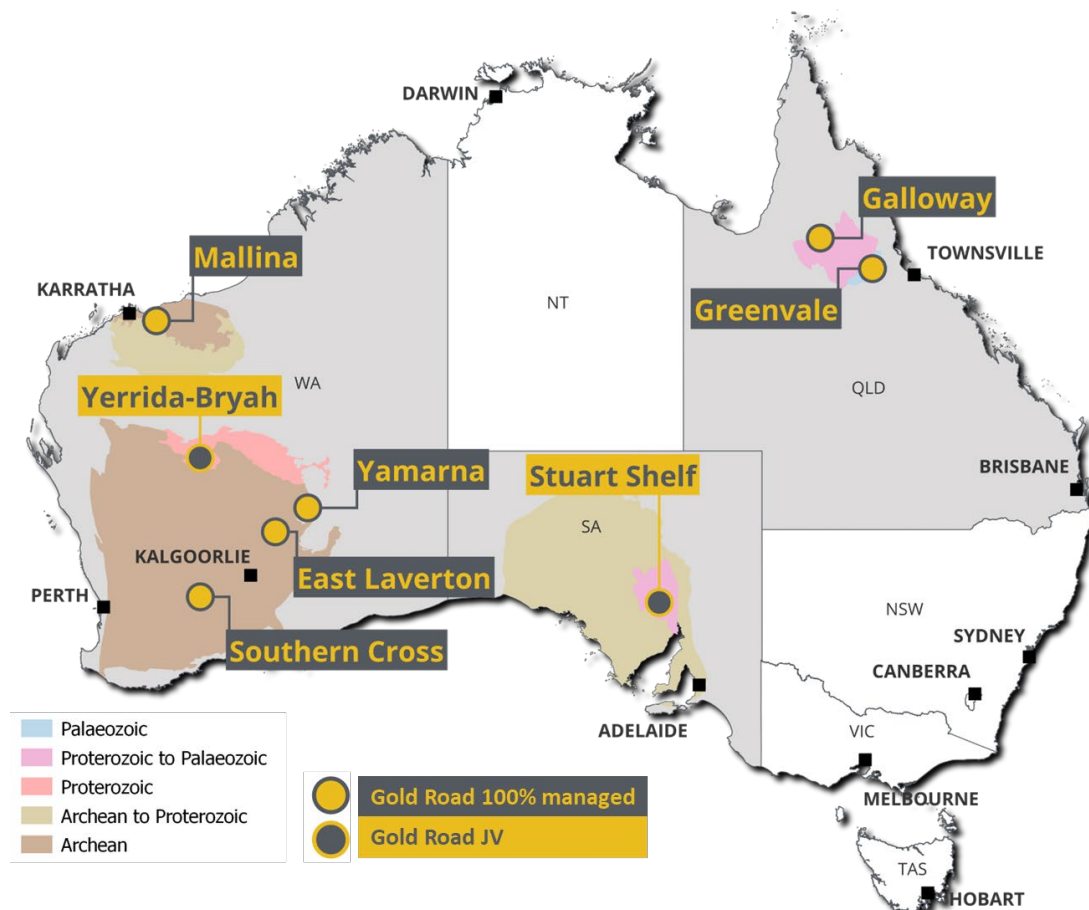 DARWIN
Galloway
TOWNSVILLE
Mallina
KARRATHA
NT
Greenvale
WA
QLD
Yerrida-Bryah
BRISBANE
Yamarna
Stuart Shelf
SA
KALGOORLIE
East Laverton
PERTH
NSW
Southern Cross
SYDNEY
CANBERRA
ADELAIDE
VIC
MELBOURNE
TAS
HOBART
Palaeozoic
Proterozoic to Palaeozoic
Proterozoic
Archean to Proterozoic
Archean
Gold Road 100% managed
Gold Road JV